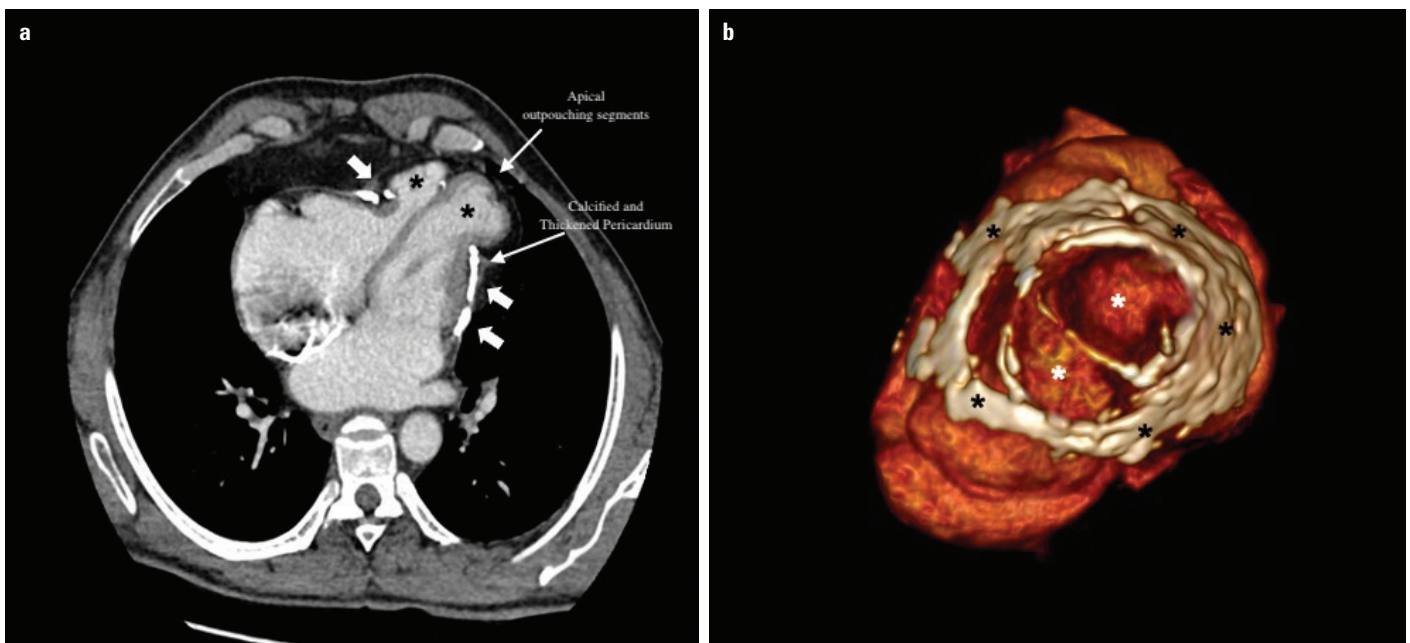 a
Apical
outpouching segments
Calcified and
Thickened Pericardium
b